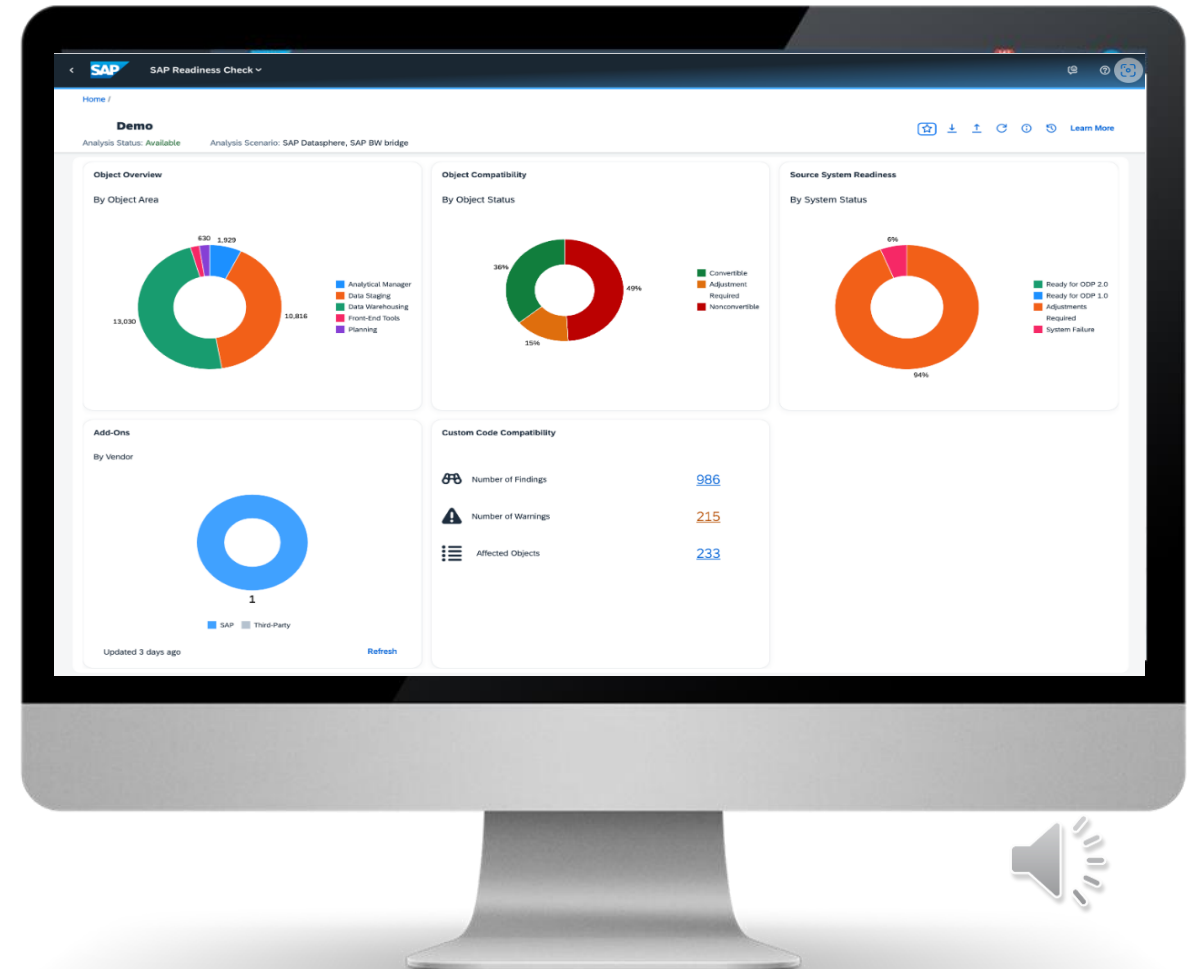 SAP
SAP Readiness Check
Home /
Demo
Analysis Status: Available
Analysis Scenario: SAP Datasphere, SAP BW bridge
Learn More
Object Overview
By Object Area
630
1,929
13,030
10,816
Analytical Manager
Data Staging
Data Warehousing
Front-End Tools
Planning
Object Compatibility
By Object Status
36%
49%
15%
Convertible
Adjustment
Required
Nonconvertible
Source System Readiness
By System Status
6%
94%
Ready for ODP 2.0
Ready for ODP 1.0
Adjustments
Required
System Failure
Add-Ons
By Vendor
1
SAP
Third-Party
Updated 3 days ago
Refresh
Custom Code Compatibility
Number of Findings
986
Number of Warnings
215
Affected Objects
233